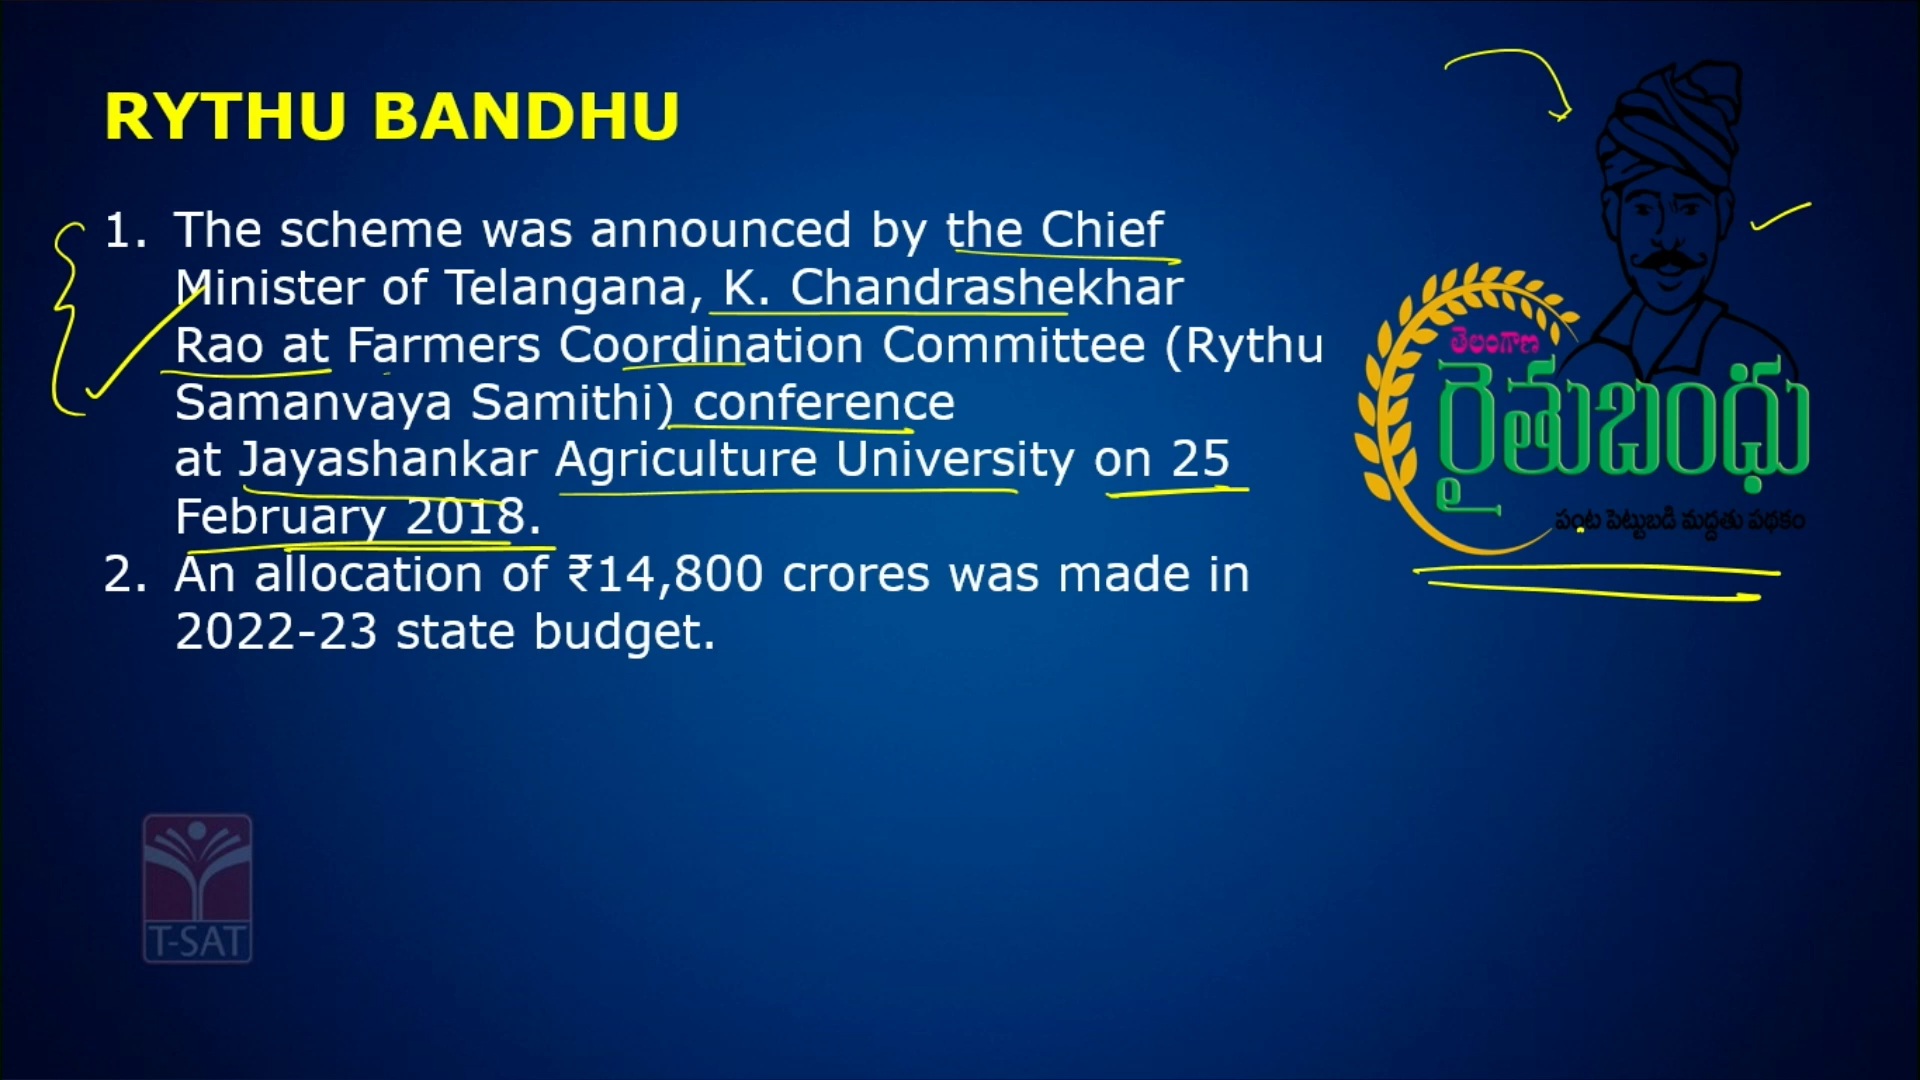 RYTHU BANDHU
1. The scheme was announced by the Chief
Minister of Telangana, K. Chandrashekhar
Rao at Farmers Coordination Committee (Rythu
Samanvaya Samithi) conference
at Jayashankar Agriculture University on 25
February 2018.
2. An allocation of ₹14,800 crores was made in
2022-23 state budget.
తెలంగాణ
రైతుబంధు
పంట పెట్టుబడి మద్దతు పథకం
T-SAT